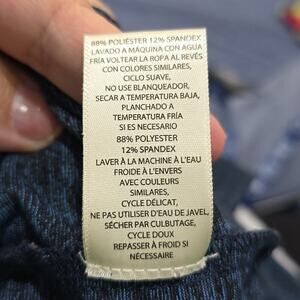 88% POLIÉSTER 12% SPANDEX
LAVADO A MÁQUINA CON AGUA
FRÍA VOLTEAR LA ROPA AL REVÉS
CON COLORES SIMILARES,
CICLO SUAVE,
NO USE BLANQUEADOR,
SECAR A TEMPERATURA BAJA,
PLANCHADO A
TEMPERATURA FRÍA
SI ES NECESARIO
88% POLYESTER
12% SPANDEX
LAVER À LA MACHINE À L'EAU
FROIDE À L'ENVERS
AVEC COULEURS
SIMILAIRES,
CYCLE DÉLICAT,
NE PAS UTILISER D'EAU DE JAVEL,
SÉCHER PAR CULBUTAGE,
CYCLE DOUX
REPASSER À FROID SI
NÉCESSAIRE